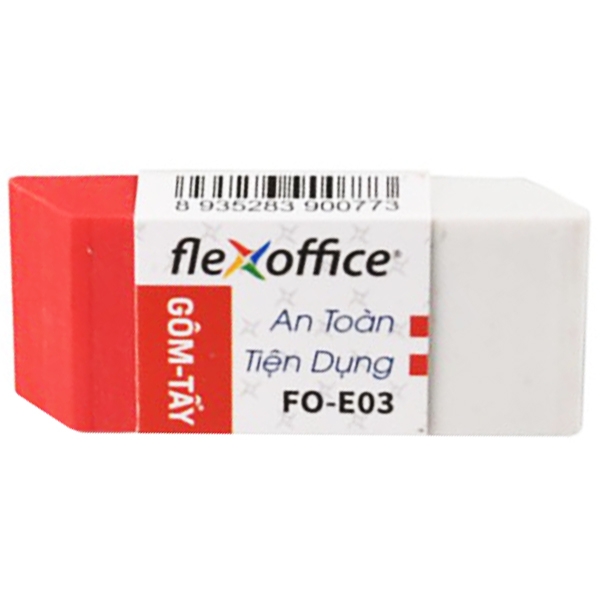 8 935283 900773
flexoffice®
GÔM-TẨY
An Toàn
Tiện Dụng
FO-E03